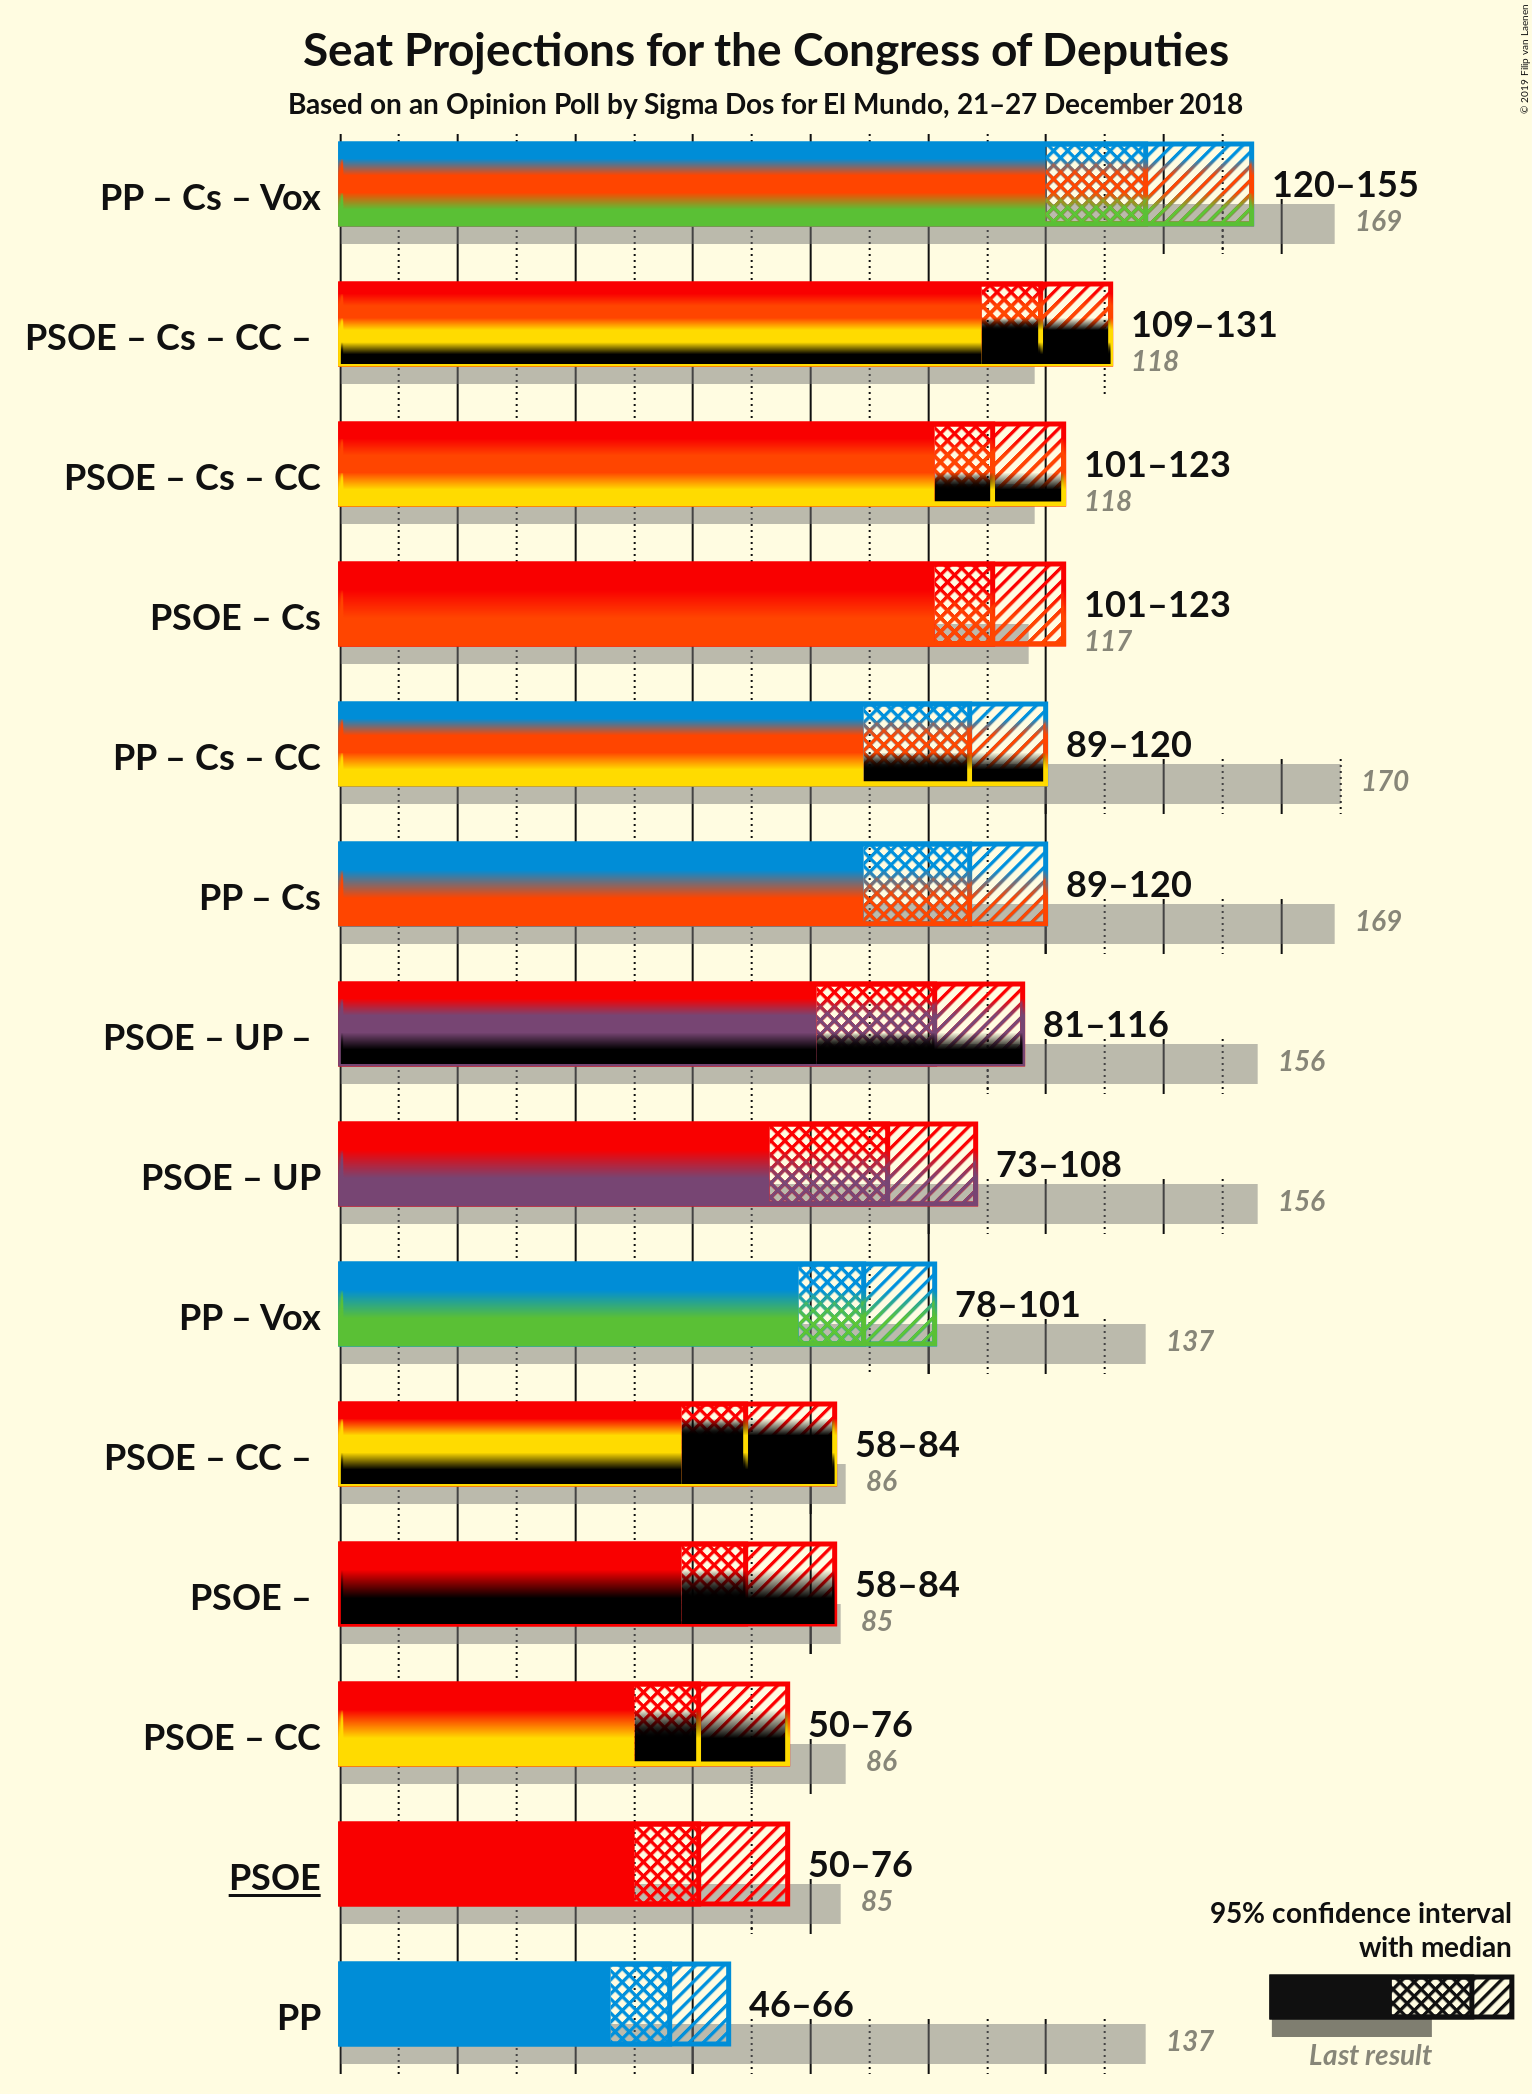 Seat Projections for the Congress of Deputies
Based on an Opinion Poll by Sigma Dos for El Mundo, 21–27 December 2018
© 2019 Filip van Laenen
PP – Cs – Vox
120–155
169
PSOE – Cs – CC –
109–131
118
PSOE – Cs – CC
101–123
118
PSOE – Cs
101–123
117
PP – Cs – CC
89–120
170
PP – Cs
89–120
169
PSOE – UP –
81–116
156
PSOE – UP
73–108
156
PP – Vox
78–101
137
PSOE – CC –
58–84
86
PSOE –
58–84
85
PSOE – CC
50–76
86
PSOE
50–76
85
PP
46–66
137
95% confidence interval
with median
Last result